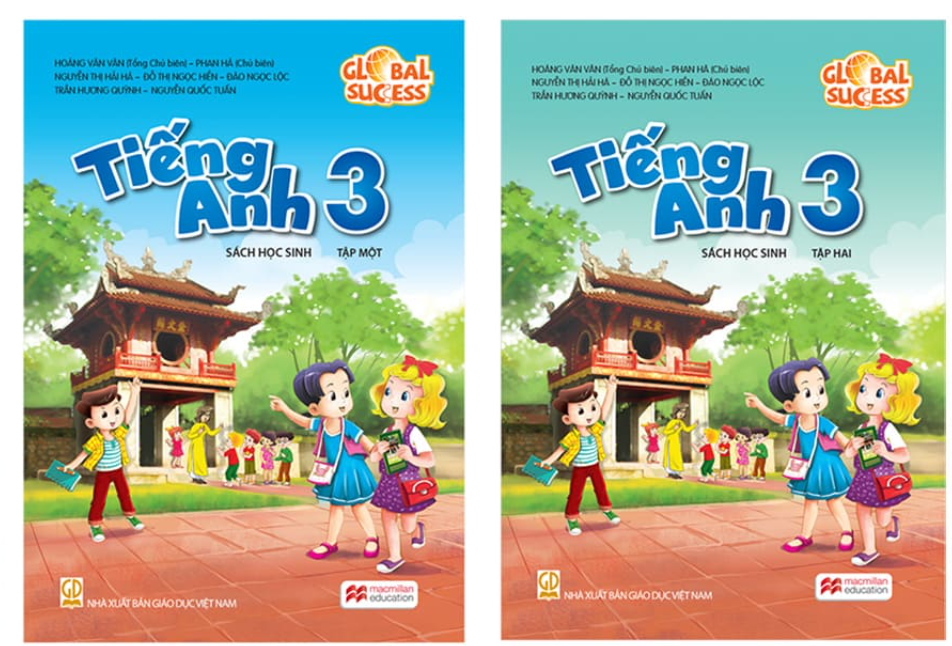 HOÀNG VĂN VÂN (Tổng Chủ biên) – PHAN HÀ (Chủ biên)
NGUYỄN THỊ HẢI HÀ – ĐỖ THỊ NGỌC HIỀN – ĐÀO NGỌC LỘC
TRẦN HƯƠNG QUỲNH – NGUYỄN QUỐC TUẤN
GLOBAL
SUCCESS
Tiếng
Anh 3
SÁCH HỌC SINH TẬP MỘT
NHÀ XUẤT BẢN GIÁO DỤC VIỆT NAM
macmillan
education
HOÀNG VĂN VÂN (Tổng Chủ biên) – PHAN HÀ (Chủ biên)
NGUYỄN THỊ HẢI HÀ – ĐỖ THỊ NGỌC HIỀN – ĐÀO NGỌC LỘC
TRẦN HƯƠNG QUỲNH – NGUYỄN QUỐC TUẤN
GLOBAL
SUCCESS
Tiếng
Anh 3
SÁCH HỌC SINH TẬP HAI
NHÀ XUẤT BẢN GIÁO DỤC VIỆT NAM
macmillan
education